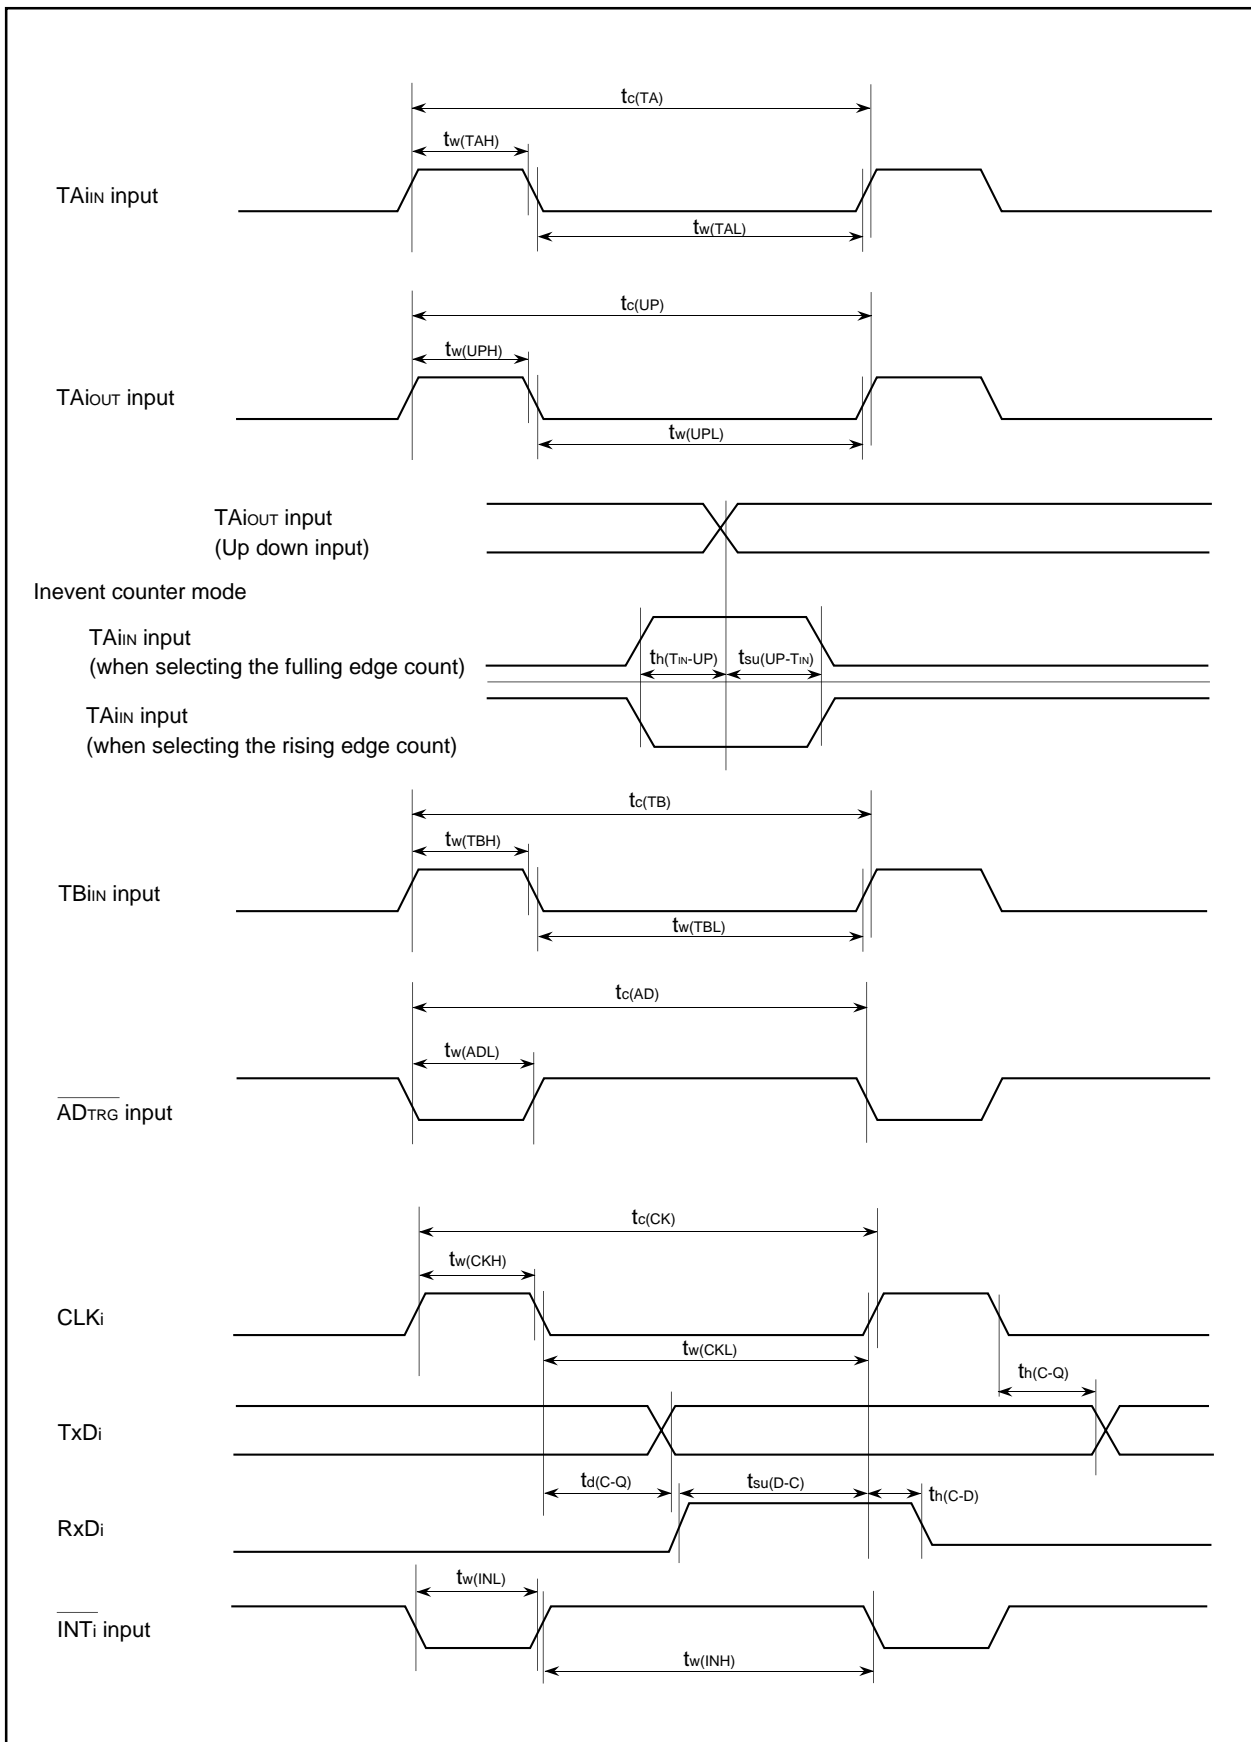 tc(TA)
tw(TAH)
TAiIN input
tw(TAL)
tc(UP)
tw(UPH)
TAiOUT input
tw(UPL)
TAiOUT input
(Up down input)
Inevent counter mode
TAiIN input
(when selecting the fulling edge count)
th(TIN-UP)
tsu(UP-TIN)
TAiIN input
(when selecting the rising edge count)
tc(TB)
tw(TBH)
TBiIN input
tw(TBL)
tc(AD)
tw(ADL)
ADTRG input
tc(CK)
tw(CKH)
CLKi
tw(CKL)
th(C-Q)
TxDi
td(C-Q)
tsu(D-C)
th(C-D)
RxDi
tw(INL)
INTi input
tw(INH)